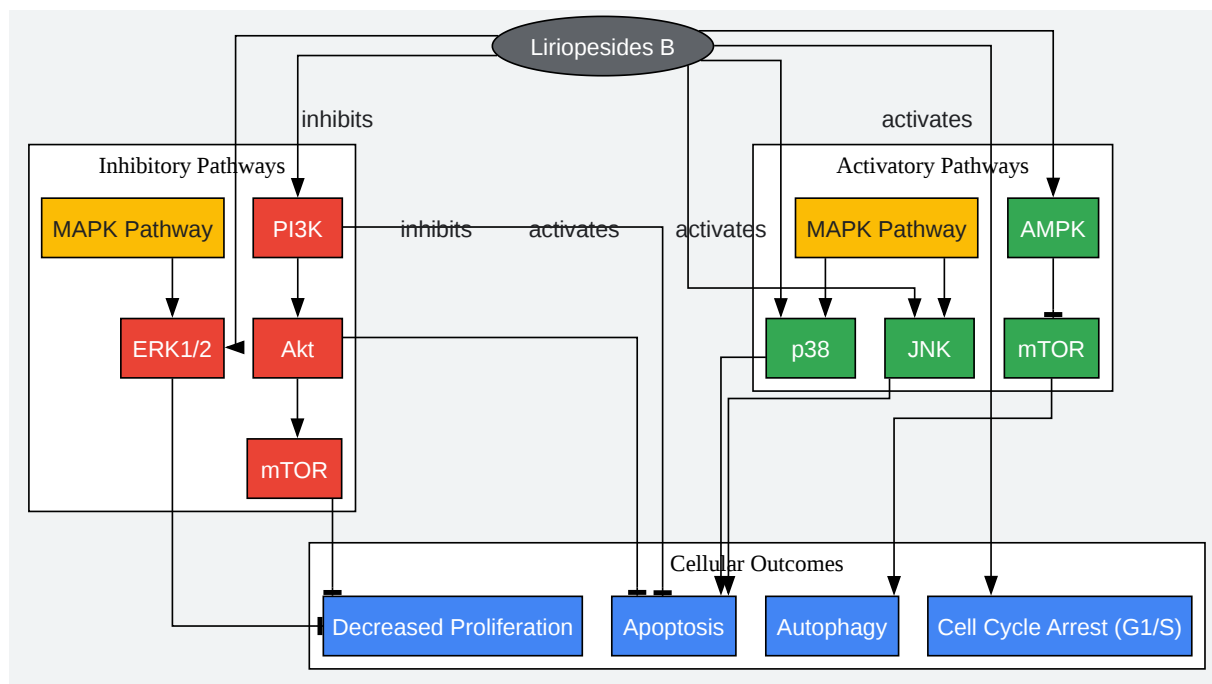 Liriopesides B
inhibits
activates
Inhibitory Pathways
Activatory Pathways
MAPK Pathway
PI3K
inhibits
activates
activates
MAPK Pathway
AMPK
ERK1/2
Akt
p38
JNK
mTOR
mTOR
Cellular Outcomes
Decreased Proliferation
Apoptosis
Autophagy
Cell Cycle Arrest (G1/S)